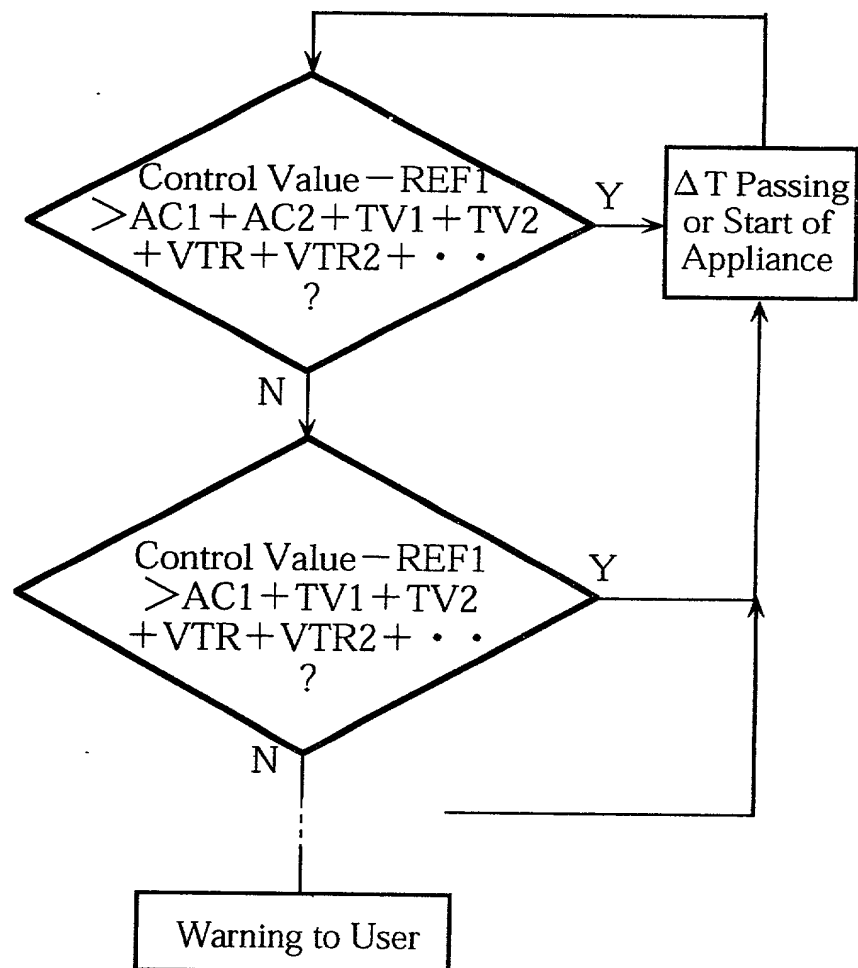 Control Value－REF1
＞AC1＋AC2＋TV1＋TV2
＋VTR＋VTR2＋・・
?
Y
ΔT Passing
or Start of
Appliance
N
Control Value－REF1
＞AC1＋TV1＋TV2
＋VTR＋VTR2＋・・
?
Y
N
Warning to User